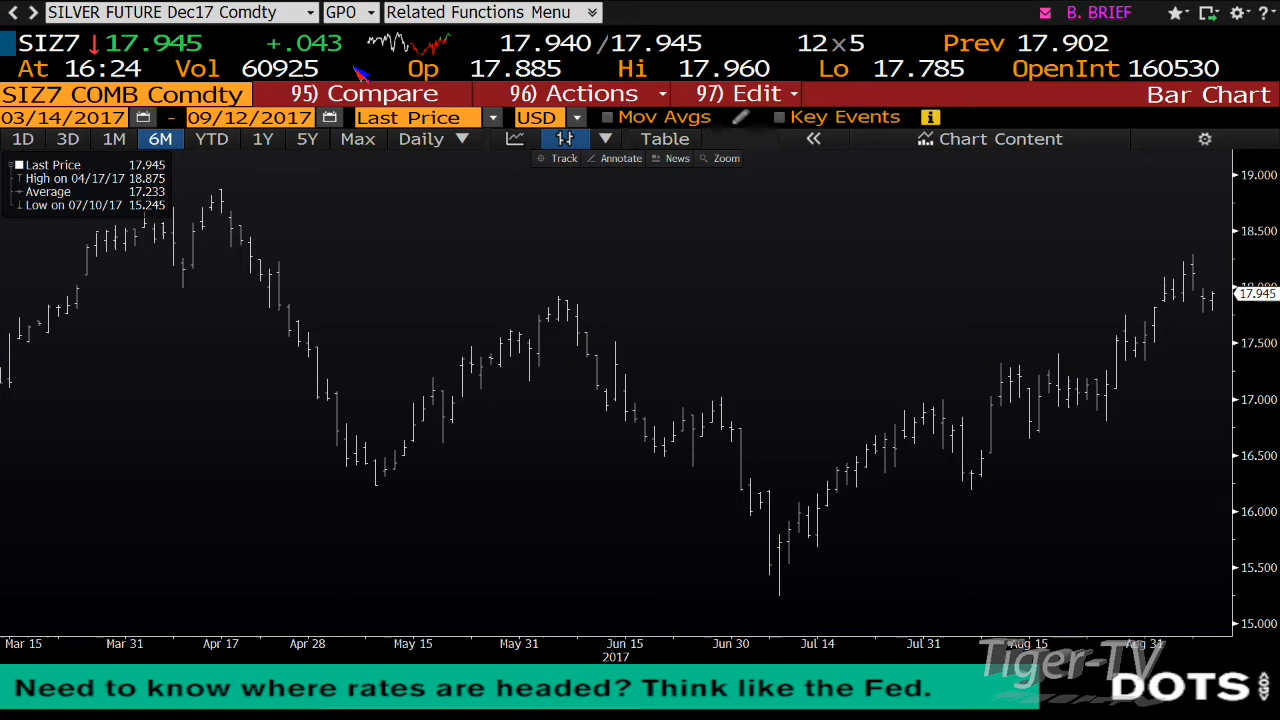 SILVER FUTURE Dec17 Comdty GPO Related Functions Menu B. BRIEF ?
SIZ7 ↓17.945 +.043 17.940/17.945 12x5 Prev 17.902
At 16:24 Vol 60925 Op 17.885 Hi 17.960 Lo 17.785 OpenInt 160530
SIZ7 COMB Comdty 95) Compare 96) Actions 97) Edit Bar Chart
03/14/2017 - 09/12/2017 Last Price USD Mov Avgs Key Events i
1D 3D 1M 6M YTD 1Y 5Y Max Daily ▼ Table « Chart Content
Track Annotate News Zoom
Last Price 17.945
High on 04/17/17 18.875
Average 17.233
Low on 07/10/17 15.245
19.000
18.500
18.000
17.945
17.500
17.000
16.500
16.000
15.500
15.000
Mar 15 Mar 31 Apr 17 Apr 28 May 15 May 31 Jun 15 Jun 30 Jul 14 Jul 31 Aug 15 Aug 31
2017
Tiger-TV
Need to know where rates are headed? Think like the Fed.
DOTS